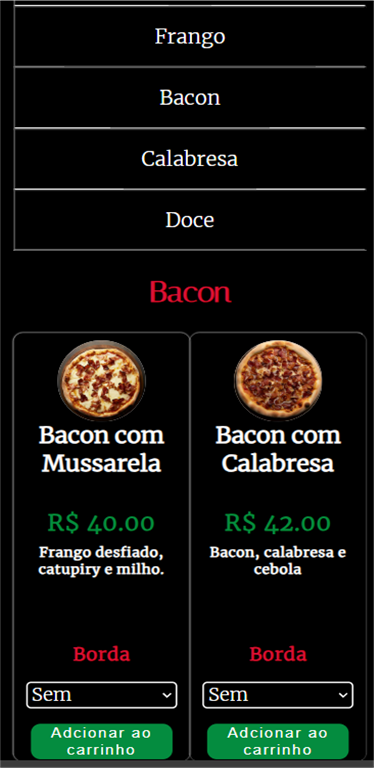 Frango
Bacon
Calabresa
Doce
Bacon
Bacon com
Mussarela
R$ 40.00
Frango desfiado,
catupiry e milho.
Borda
Sem
Adcionar ao
carrinho
Bacon com
Calabresa
R$ 42.00
Bacon, calabresa e
cebola
Borda
Sem
Adcionar ao
carrinho